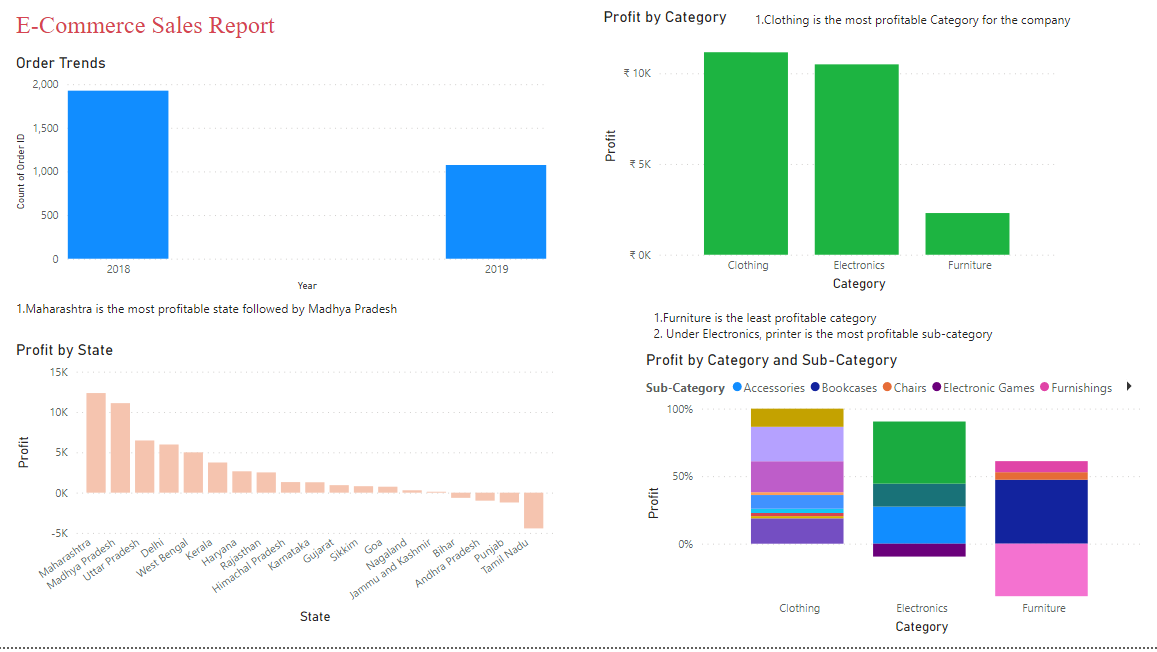 E-Commerce Sales Report
Order Trends
2,000
1,500
1,000
500
0
Count of Order ID
2018
2019
Year
1.Maharashtra is the most profitable state followed by Madhya Pradesh
Profit by State
15K
10K
5K
0K
-5K
Profit
Maharashtra
Madhya Pradesh
Uttar Pradesh
Delhi
West Bengal
Kerala
Haryana
Rajasthan
Himachal Pradesh
Karnataka
Gujarat
Sikkim
Goa
Nagaland
Jammu and Kashmir
Bihar
Andhra Pradesh
Punjab
Tamil Nadu
State
Profit by Category
1.Clothing is the most profitable Category for the company
₹ 10K
₹ 5K
₹ 0K
Profit
Clothing
Electronics
Furniture
Category
1.Furniture is the least profitable category
2. Under Electronics, printer is the most profitable sub-category
Profit by Category and Sub-Category
Sub-Category Accessories Bookcases Chairs Electronic Games Furnishings
100%
50%
0%
Profit
Clothing
Electronics
Furniture
Category